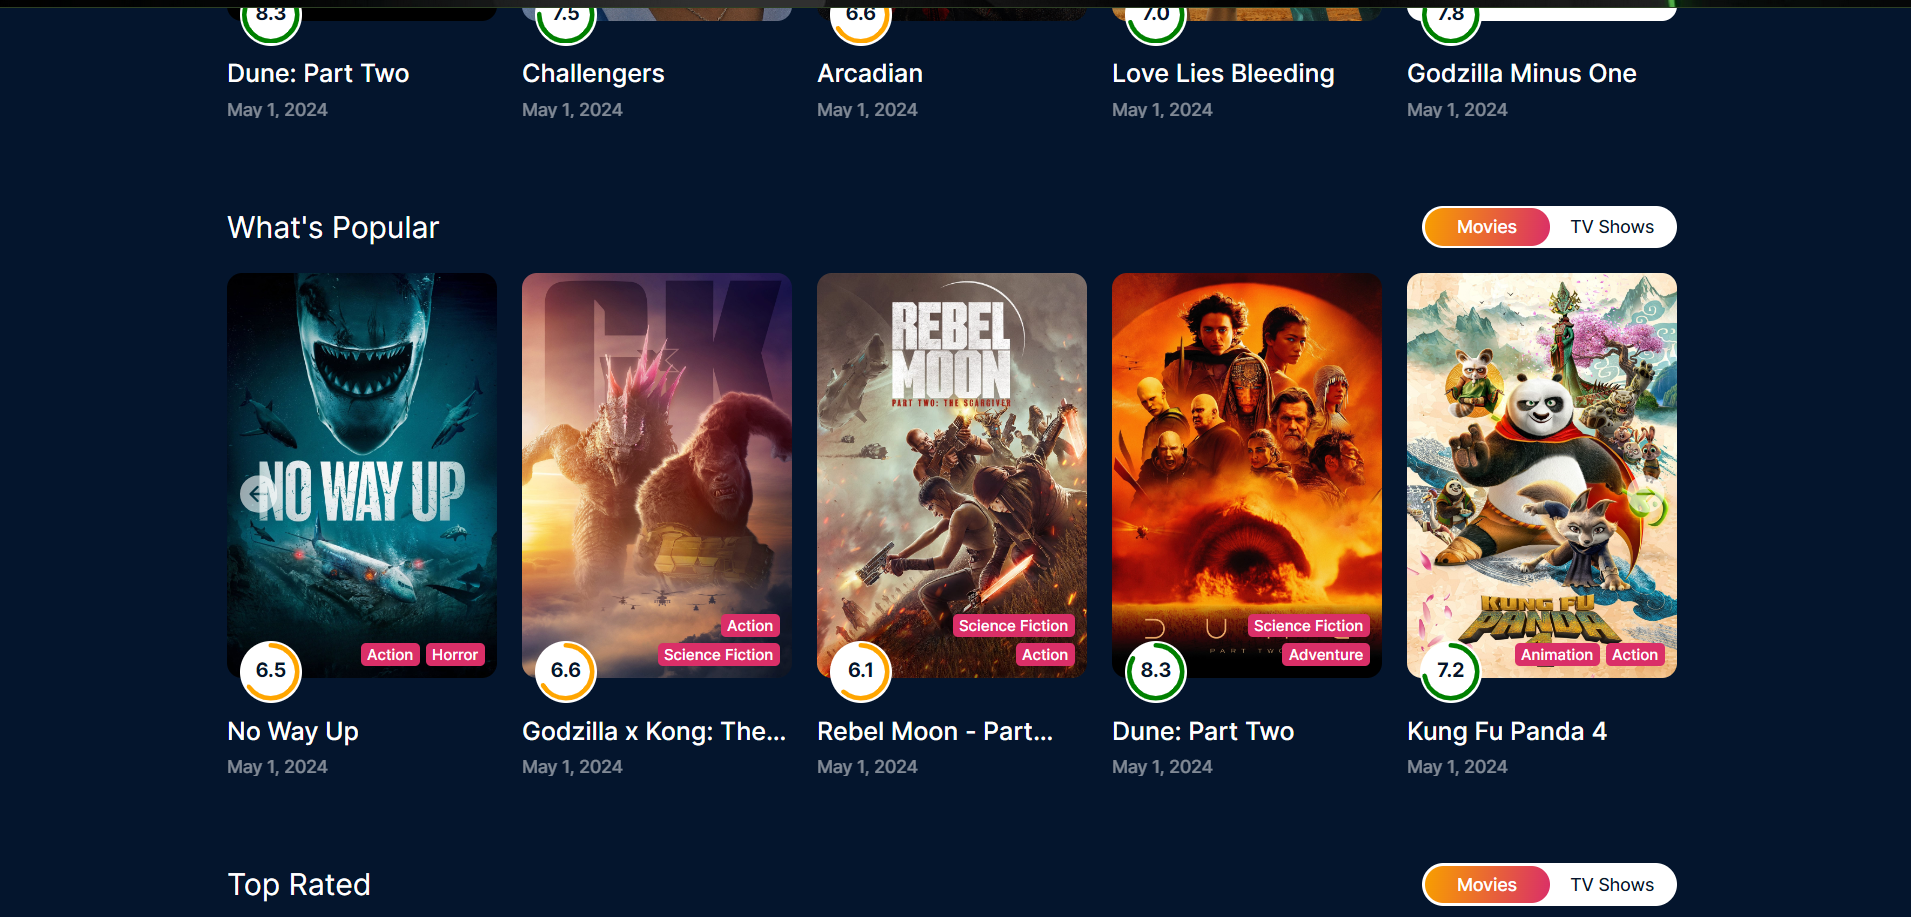 8.3 7.5 6.6 7.0 7.8
Dune: Part Two Challengers Arcadian Love Lies Bleeding Godzilla Minus One
May 1, 2024 May 1, 2024 May 1, 2024 May 1, 2024 May 1, 2024
What's Popular Movies TV Shows
NO WAY UP
Action Horror
6.5
No Way Up
May 1, 2024
GK
Action
Science Fiction
6.6
Godzilla x Kong: The...
May 1, 2024
REBEL
MOON
PART TWO: THE SCARGIVER
Science Fiction
Action
6.1
Rebel Moon - Part...
May 1, 2024
Science Fiction
PART TWO
Adventure
8.3
Dune: Part Two
May 1, 2024
KUNG FU
PANDA
4
Animation Action
7.2
Kung Fu Panda 4
May 1, 2024
Top Rated Movies TV Shows